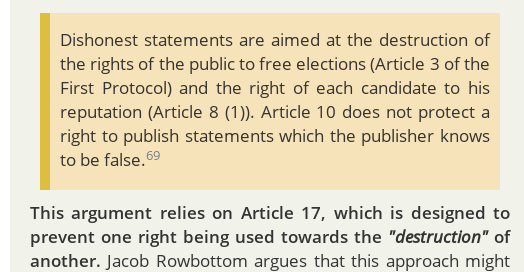 Dishonest statements are aimed at the destruction of
the rights of the public to free elections (Article 3 of the
First Protocol) and the right of each candidate to his
reputation (Article 8 (1)). Article 10 does not protect a
right to publish statements which the publisher knows
to be false.69
This argument relies on Article 17, which is designed to
prevent one right being used towards the "destruction" of
another. Jacob Rowbottom argues that this approach might